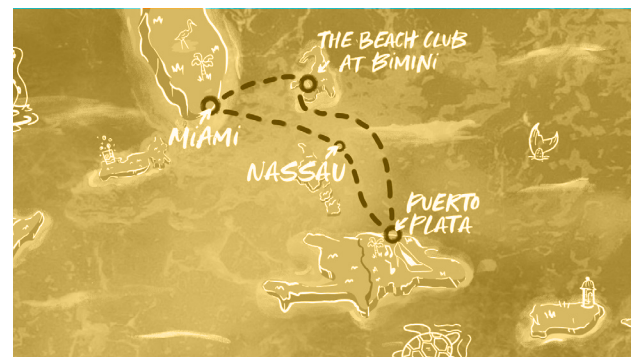 THE BEACH CLUB
AT BIMINI
MIAMI
NASSAU
PUERTO
PLATA